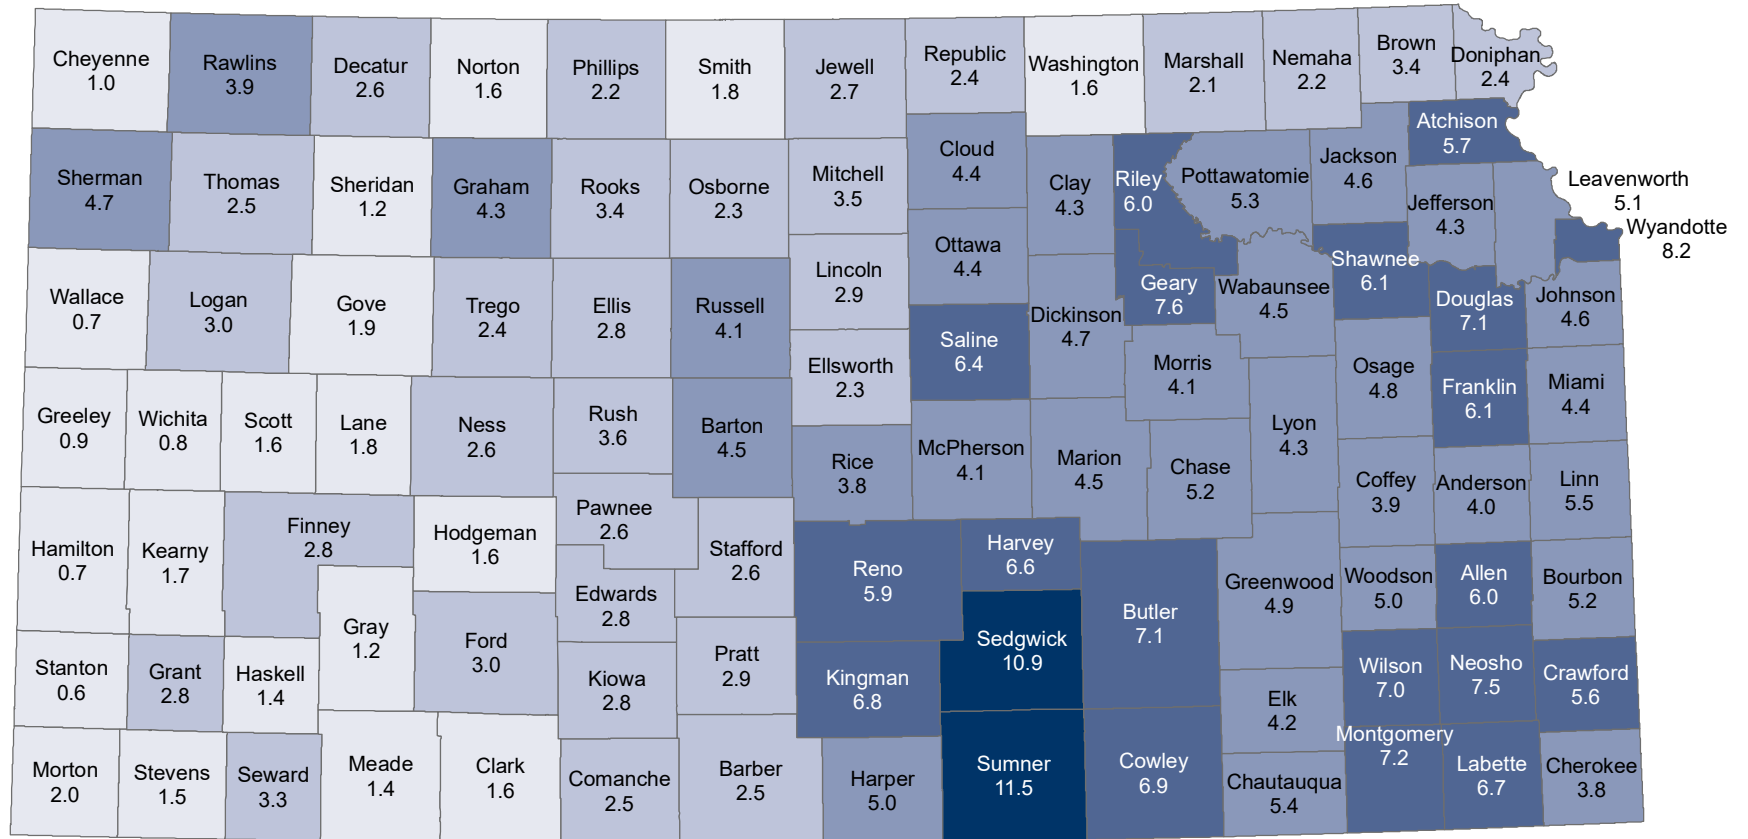 Cheyenne
1.0
Rawlins
3.9
Decatur
2.6
Norton
1.6
Phillips
2.2
Smith
1.8
Jewell
2.7
Republic
2.4
Washington
1.6
Marshall
2.1
Nemaha
2.2
Brown
3.4
Doniphan
2.4
Atchison
5.7
Sherman
4.7
Thomas
2.5
Sheridan
1.2
Graham
4.3
Rooks
3.4
Osborne
2.3
Mitchell
3.5
Cloud
4.4
Clay
4.3
Riley
6.0
Pottawatomie
5.3
Jackson
4.6
Jefferson
4.3
Leavenworth
5.1
Wyandotte
8.2
Wallace
0.7
Logan
3.0
Gove
1.9
Trego
2.4
Ellis
2.8
Russell
4.1
Lincoln
2.9
Ottawa
4.4
Dickinson
4.7
Geary
7.6
Wabaunsee
4.5
Shawnee
6.1
Douglas
7.1
Johnson
4.6
Ellsworth
2.3
Saline
6.4
Morris
4.1
Osage
4.8
Franklin
6.1
Miami
4.4
Greeley
0.9
Wichita
0.8
Scott
1.6
Lane
1.8
Ness
2.6
Rush
3.6
Barton
4.5
Rice
3.8
McPherson
4.1
Marion
4.5
Chase
5.2
Lyon
4.3
Coffey
3.9
Anderson
4.0
Linn
5.5
Hamilton
0.7
Kearny
1.7
Finney
2.8
Hodgeman
1.6
Pawnee
2.6
Stafford
2.6
Edwards
2.8
Reno
5.9
Harvey
6.6
Butler
7.1
Greenwood
4.9
Woodson
5.0
Allen
6.0
Bourbon
5.2
Stanton
0.6
Grant
2.8
Haskell
1.4
Gray
1.2
Ford
3.0
Kiowa
2.8
Pratt
2.9
Kingman
6.8
Sedgwick
10.9
Elk
4.2
Wilson
7.0
Neosho
7.5
Crawford
5.6
Morton
2.0
Stevens
1.5
Seward
3.3
Meade
1.4
Clark
1.6
Comanche
2.5
Barber
2.5
Harper
5.0
Sumner
11.5
Cowley
6.9
Chautauqua
5.4
Montgomery
7.2
Labette
6.7
Cherokee
3.8